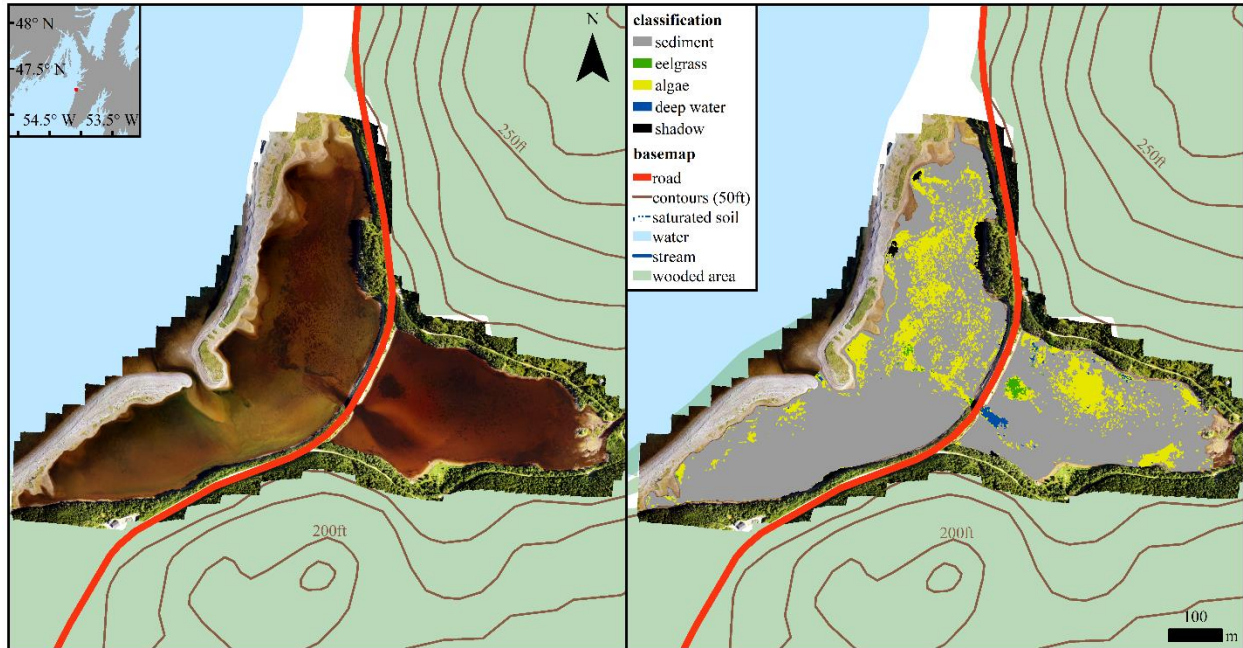 48° N
47.5° N
54.5° W 53.5° W
N
250ft
200ft
classification
sediment
eelgrass
algae
deep water
shadow
basemap
road
contours (50ft)
saturated soil
water
stream
wooded area
250ft
200ft
100
m